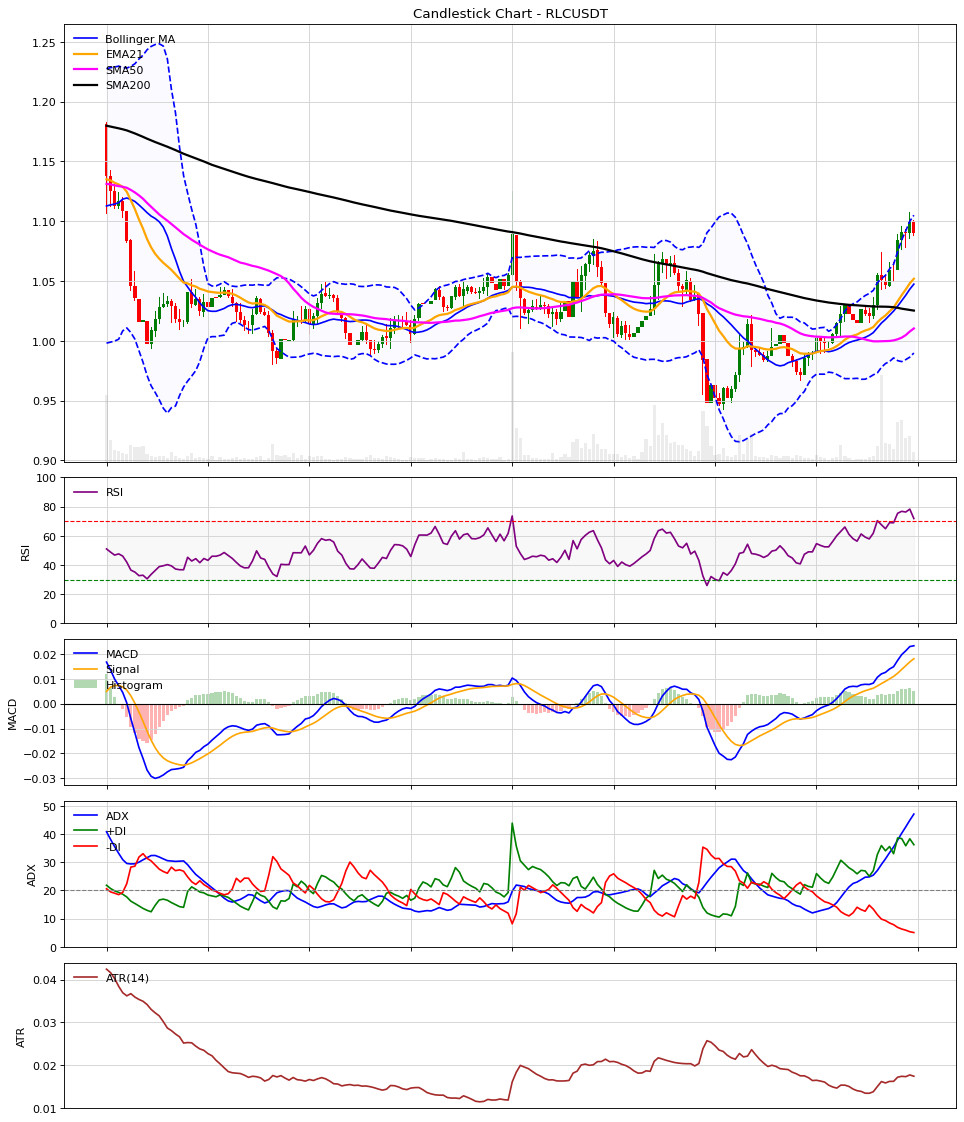 Candlestick Chart - RLCUSDT
Bollinger MA
EMA21
SMA50
SMA200
1.25
1.20
1.15
1.10
1.05
1.00
0.95
0.90
RSI
100
80
60
40
20
0
RSI
MACD
Signal
Histogram
0.02
0.01
0.00
−0.01
−0.02
−0.03
MACD
ADX
+DI
-DI
50
40
30
20
10
0
ADX
ATR(14)
0.04
0.03
0.02
0.01
ATR